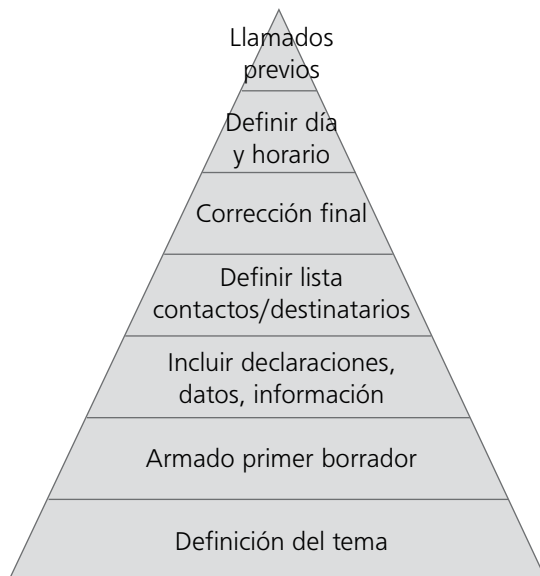 Llamados
previos
Definir día
y horario
Corrección final
Definir lista
contactos/destinatarios
Incluir declaraciones,
datos, información
Armado primer borrador
Definición del tema